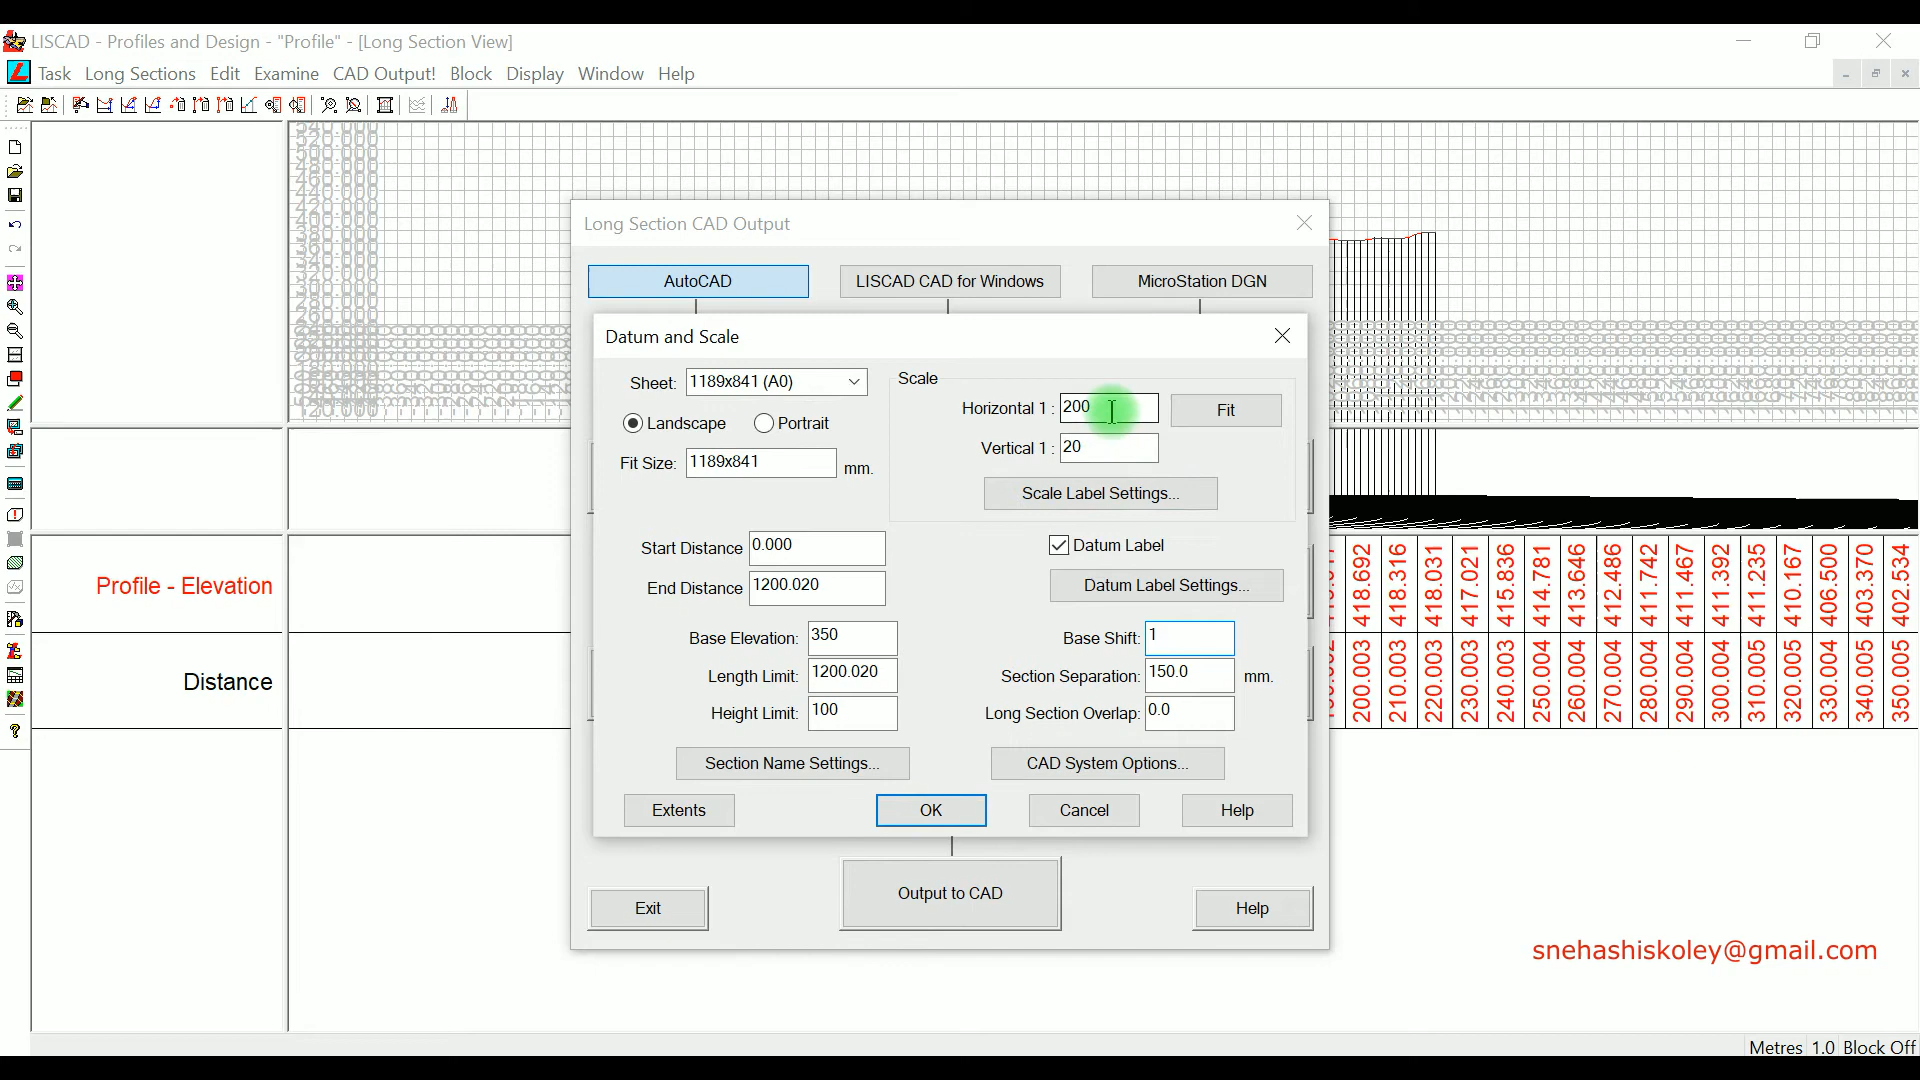 LISCAD - Profiles and Design - "Profile" - [Long Section View]
Task Long Sections Edit Examine CAD Output! Block Display Window Help
Long Section CAD Output
AutoCAD LISCAD CAD for Windows MicroStation DGN
Datum and Scale
Sheet: 1189x841 (A0)
Scale
Horizontal 1 : 200 Fit
Landscape Portrait
Vertical 1 : 20
Fit Size: 1189x841 mm.
Scale Label Settings...
Start Distance 0.000
Datum Label
End Distance 1200.020
Datum Label Settings...
Base Elevation: 350
Base Shift: 1
Length Limit: 1200.020
Section Separation: 150.0 mm.
Height Limit: 100
Long Section Overlap: 0.0
Section Name Settings... CAD System Options...
Extents OK Cancel Help
Output to CAD
Exit Help
Profile - Elevation
418.692 418.316 418.031 417.021 415.836 414.781 413.646 412.486 411.742 411.467 411.392 411.235 410.167 406.500 403.370 402.534
Distance
200.003 210.003 220.003 230.003 240.003 250.004 260.004 270.004 280.004 290.004 300.004 310.005 320.005 330.004 340.005 350.005
snehashiskoley@gmail.com
Metres 1.0 Block Off